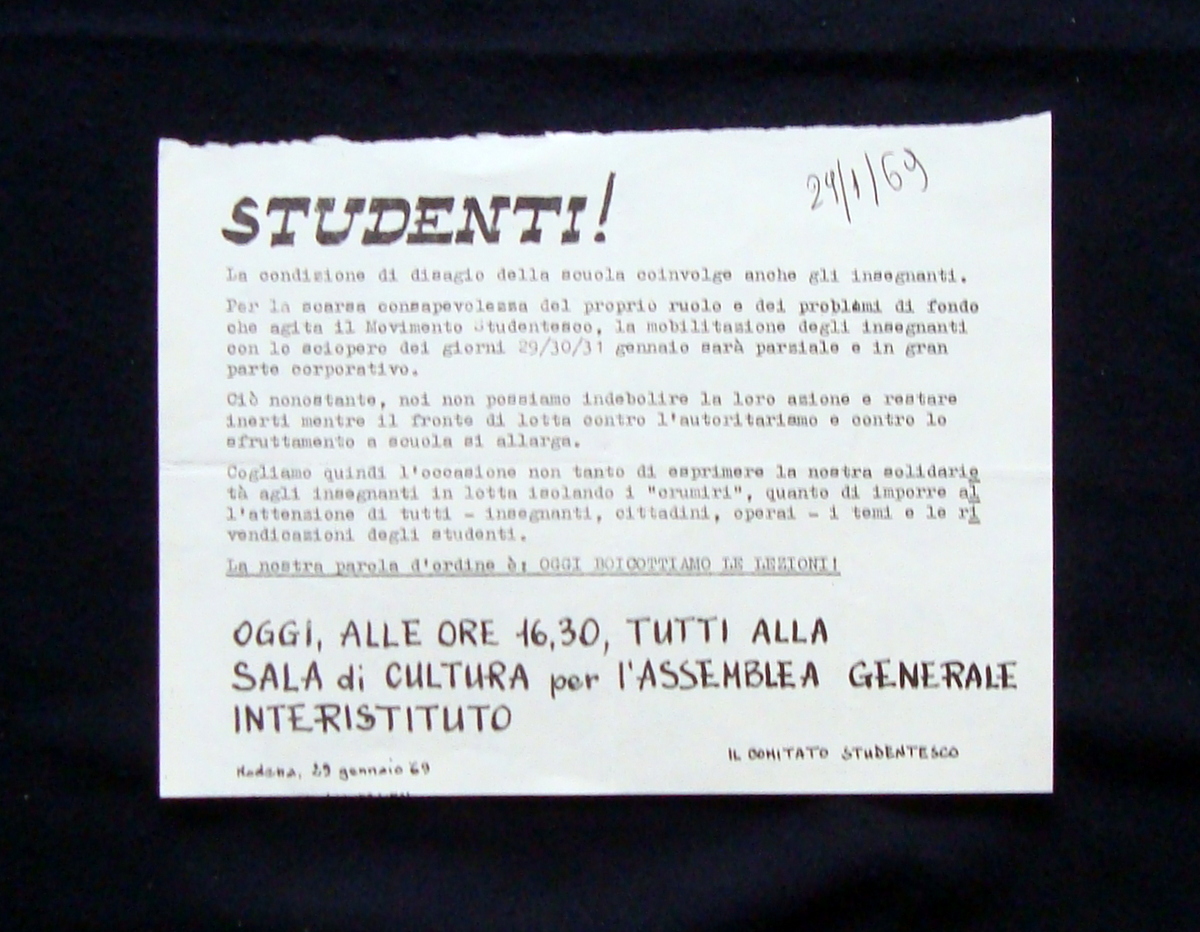 29/1/69
STUDENTI!
La condizione di disagio della scuola coinvolge anche gli insegnanti.
Per la scarsa consapevolezza del proprio ruolo e dei problèmi di fondo
che agita il Movimento Studentesco, la mobilitazione degli insegnanti
con lo sciopero dei giorni 29/30/31 gennaio sarà parziale e in gran
parte corporativo.
Ciò nonostante, noi non possiamo indebolire la loro azione e restare
inerti mentre il fronte di lotta contro l'autoritarismo e contro lo
sfruttamento a scuola si allarga.
Cogliamo quindi l'occasione non tanto di esprimere la nostra solidarie
tà agli insegnanti in lotta isolando i "crumiri", quanto di imporre al
l'attenzione di tutti - insegnanti, cittadini, operai - i temi e le ri
vendicazioni degli studenti.
La nostra parola d'ordine è: OGGI BOICOTTIAMO LE LEZIONI!
OGGI, ALLE ORE 16,30, TUTTI ALLA
SALA di CULTURA per l'ASSEMBLEA GENERALE
INTERISTITUTO
IL COMITATO STUDENTESCO
Modena, 29 gennaio 69